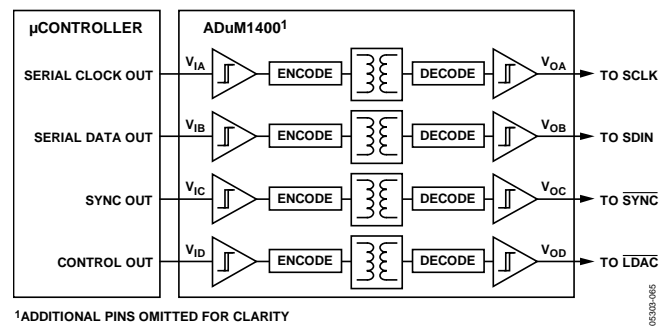 µCONTROLLER
ADuM1400¹
SERIAL CLOCK OUT
V_IA
ENCODE
DECODE
V_OA
TO SCLK
SERIAL DATA OUT
V_IB
ENCODE
DECODE
V_OB
TO SDIN
SYNC OUT
V_IC
ENCODE
DECODE
V_OC
TO SYNC
CONTROL OUT
V_ID
ENCODE
DECODE
V_OD
TO LDAC
¹ADDITIONAL PINS OMITTED FOR CLARITY
05303-065